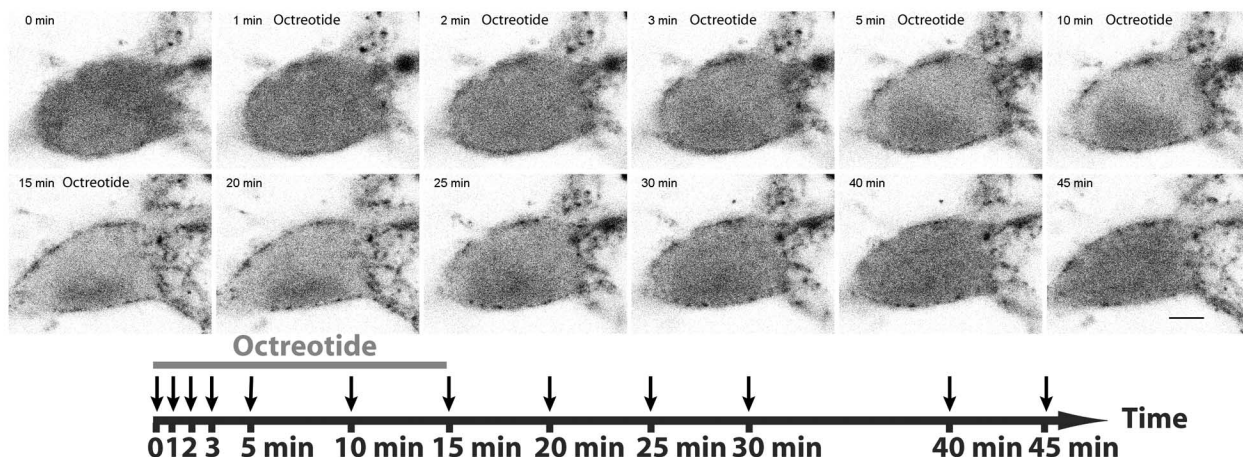 0 min
1 min Octreotide
2 min Octreotide
3 min Octreotide
5 min Octreotide
10 min Octreotide
15 min Octreotide
20 min
25 min
30 min
40 min
45 min
Octreotide
Time
0 1 2 3 5 min 10 min 15 min 20 min 25 min 30 min 40 min 45 min